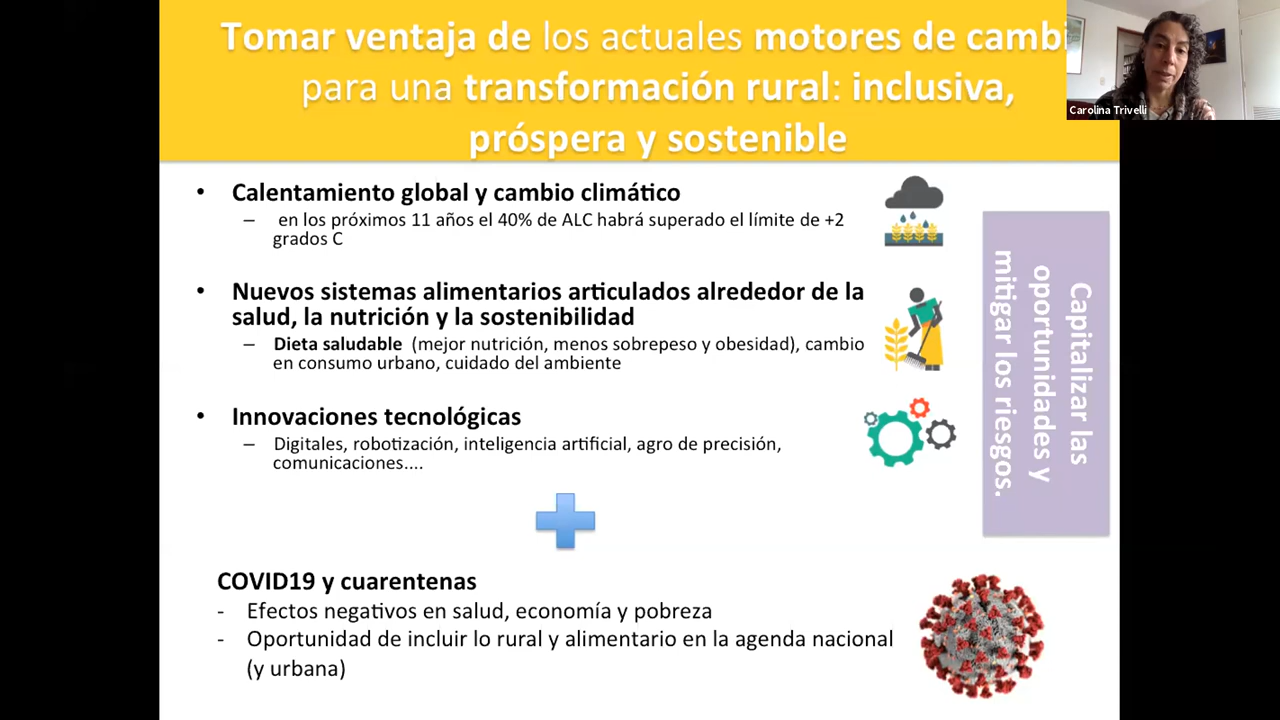 Tomar ventaja de los actuales motores de cambi
para una transformación rural: inclusiva,
próspera y sostenible
Carolina Trivelli
• Calentamiento global y cambio climático
– en los próximos 11 años el 40% de ALC habrá superado el límite de +2
grados C
• Nuevos sistemas alimentarios articulados alrededor de la
salud, la nutrición y la sostenibilidad
– Dieta saludable (mejor nutrición, menos sobrepeso y obesidad), cambio
en consumo urbano, cuidado del ambiente
• Innovaciones tecnológicas
– Digitales, robotización, inteligencia artificial, agro de precisión,
comunicaciones....
Capitalizar las
oportunidades y
mitigar los riesgos.
COVID19 y cuarentenas
- Efectos negativos en salud, economía y pobreza
- Oportunidad de incluir lo rural y alimentario en la agenda nacional
(y urbana)